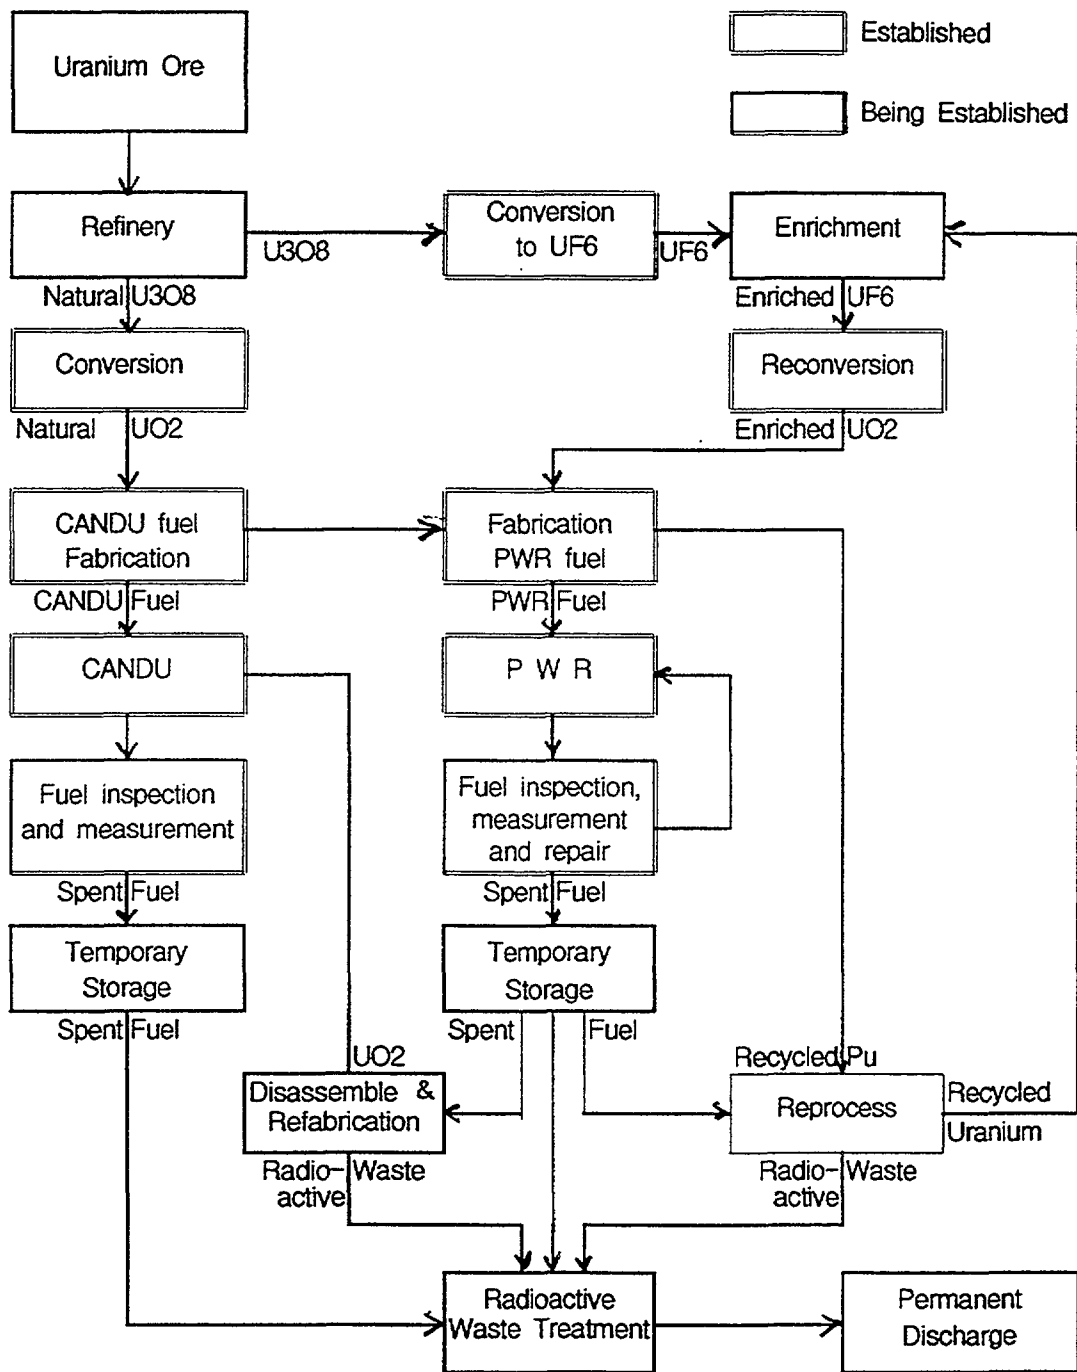 Established
Uranium Ore
Being Established
Refinery
U3O8
Conversion
to UF6
UF6
Enrichment
Natural U3O8
Enriched UF6
Conversion
Reconversion
Natural UO2
Enriched UO2
CANDU fuel
Fabrication
Fabrication
PWR fuel
CANDU Fuel
PWR Fuel
CANDU
P W R
Fuel inspection
and measurement
Fuel inspection,
measurement
and repair
Spent Fuel
Spent Fuel
Temporary
Storage
Temporary
Storage
Spent Fuel
Spent Fuel
UO2
Recycled Pu
Disassemble &
Refabrication
Reprocess
Recycled
Uranium
Radio- Waste
active
Radio- Waste
active
Radioactive
Waste Treatment
Permanent
Discharge